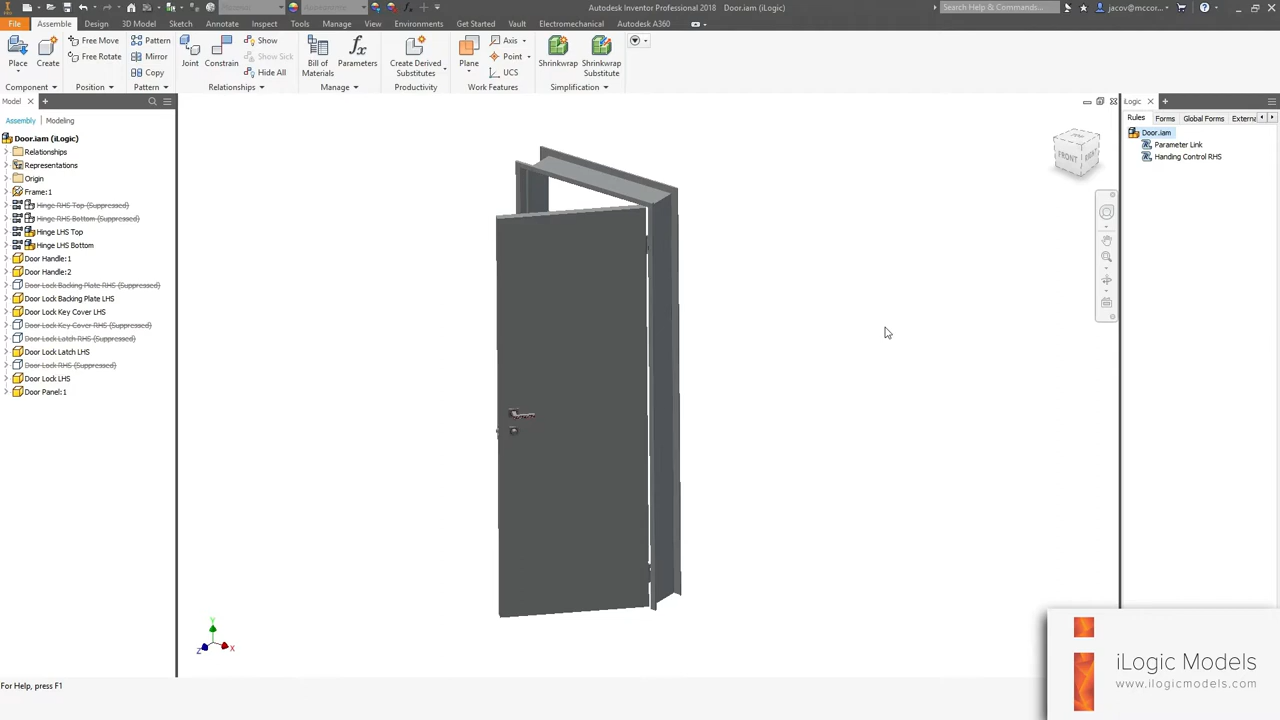 Autodesk Inventor Professional 2018 Door.iam (iLogic)
Search Help & Commands...
jacov@mccor...
File Assemble Design 3D Model Sketch Annotate Inspect Tools Manage View Environments Get Started Vault Electromechanical Autodesk A360
Free Move Pattern Show Axis
Free Rotate Mirror Show Sick Point
Place Create Copy Joint Constrain Hide All Bill of Materials Parameters Create Derived Substitutes Plane UCS Shrinkwrap Shrinkwrap Substitute
Component Position Pattern Relationships Manage Productivity Work Features Simplification
Model
iLogic
Assembly Modeling
Rules Forms Global Forms Externa
Door.iam (iLogic)
Relationships
Representations
Origin
Frame:1
Hinge RHS Top (Suppressed)
Hinge RHS Bottom (Suppressed)
Hinge LHS Top
Hinge LHS Bottom
Door Handle:1
Door Handle:2
Door Lock Backing Plate RHS (Suppressed)
Door Lock Backing Plate LHS
Door Lock Key Cover LHS
Door Lock Key Cover RHS (Suppressed)
Door Lock Latch RHS (Suppressed)
Door Lock Latch LHS
Door Lock RHS (Suppressed)
Door Lock LHS
Door Panel:1
Door.iam
Parameter Link
Handing Control RHS
FRONT
RIGHT
Y
Z
X
For Help, press F1
iLogic Models
www.ilogicmodels.com